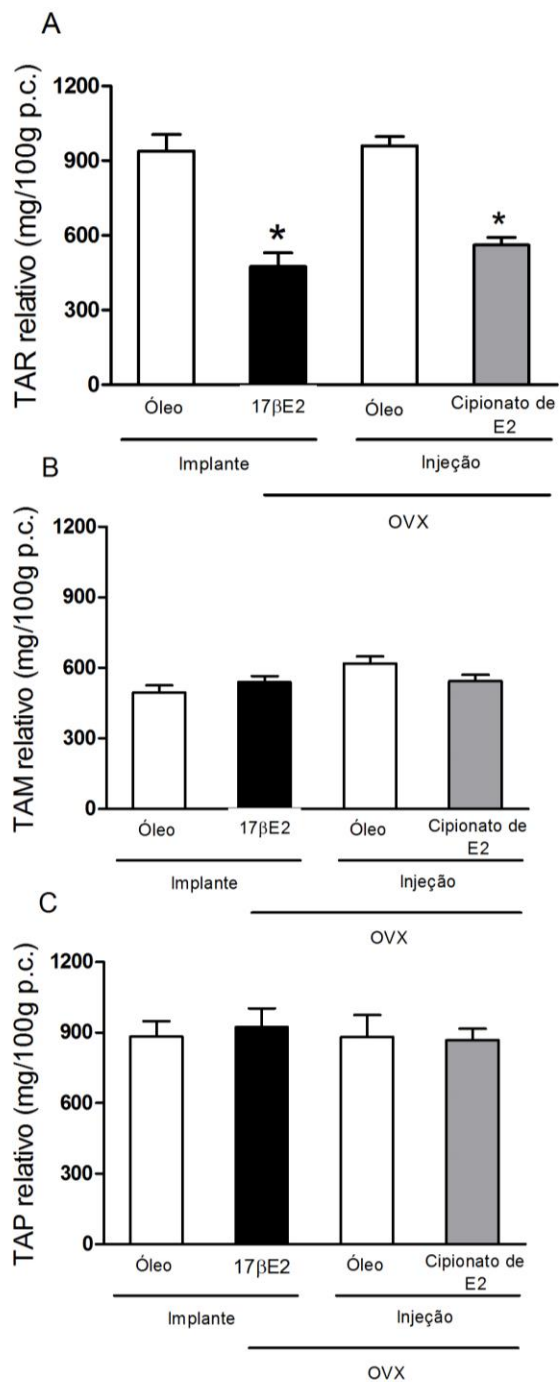 A
TAR relativo (mg/100g p.c.)
1200
900
600
300
0
*
*
Óleo
17βE2
Óleo
Cipionato de
E2
Implante
Injeção
OVX
B
TAM relativo (mg/100g p.c.)
1200
900
600
300
0
Óleo
17βE2
Óleo
Cipionato de
E2
Implante
Injeção
OVX
C
TAP relativo (mg/100g p.c.)
1200
900
600
300
0
Óleo
17βE2
Óleo
Cipionato de
E2
Implante
Injeção
OVX